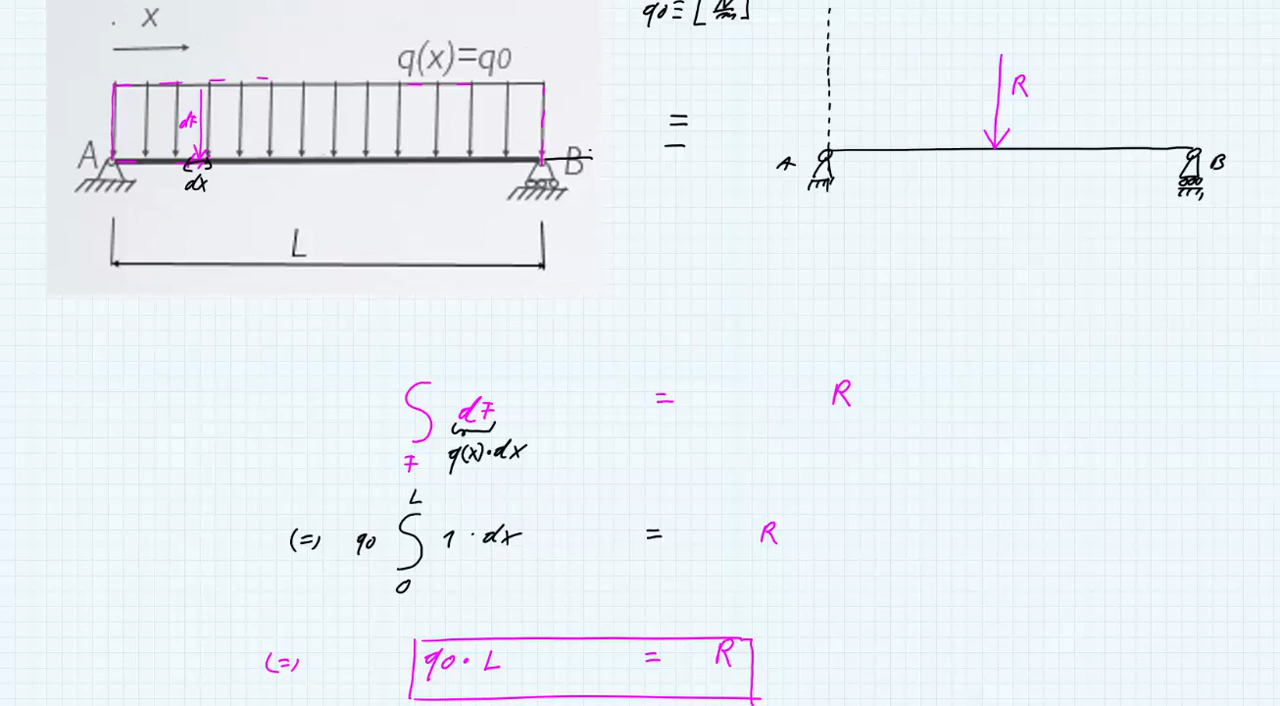 x
q0 ≡ [N/m]
q(x)=q0
dF
A
B
dx
L
=
R
A
B
∫ dF = R
F
q(x)·dx
L
(=) q0 ∫ 1 · dx = R
0
(=) q0 · L = R